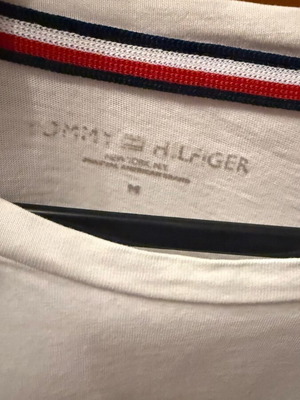 TOMMY HILFIGER
NEW YORK, NY.
M